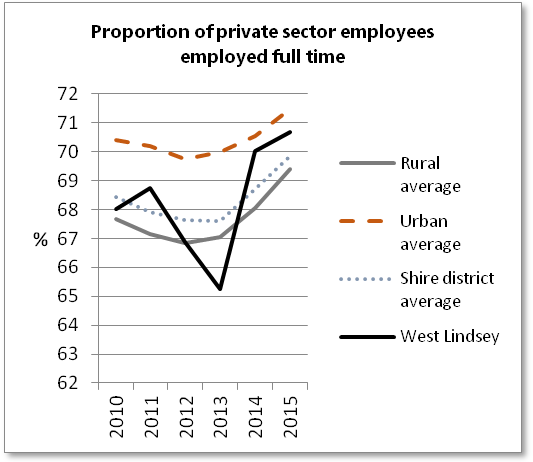 Proportion of private sector employees
employed full time
72
71
70
69
68
67
66
65
64
63
62
%
2010
2011
2012
2013
2014
2015
Rural
average
Urban
average
Shire district
average
West Lindsey